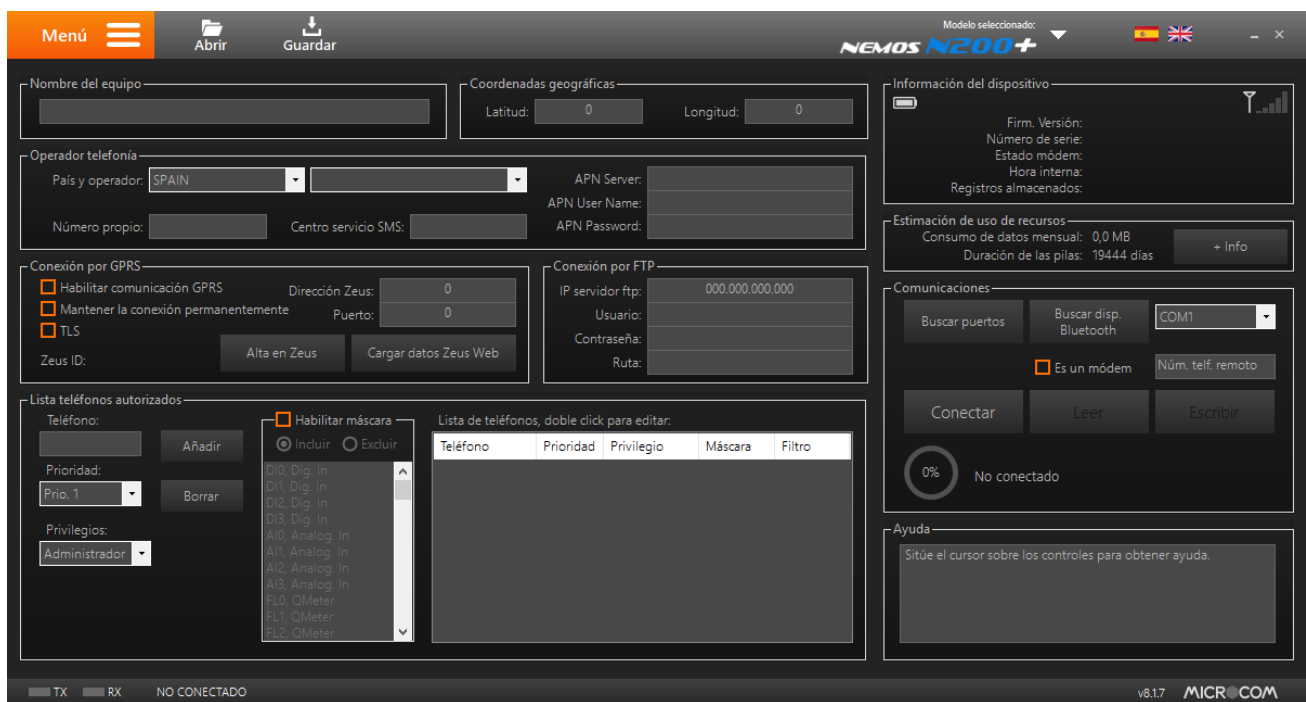 Menú
Abrir
Guardar
Modelo seleccionado:
NEMOS N200+
Nombre del equipo
Coordenadas geográficas
Latitud: 0 Longitud: 0
Operador telefonía
País y operador: SPAIN
APN Server:
APN User Name:
Número propio: Centro servicio SMS: APN Password:
Conexión por GPRS
Habilitar comunicación GPRS Dirección Zeus: 0
Mantener la conexión permanentemente Puerto: 0
TLS
Zeus ID: Alta en Zeus Cargar datos Zeus Web
Conexión por FTP
IP servidor ftp: 000.000.000.000
Usuario:
Contraseña:
Ruta:
Lista teléfonos autorizados
Teléfono:
Añadir
Prioridad:
Prio. 1
Borrar
Privilegios:
Administrador
Habilitar máscara
Incluir Excluir
DI0, Dig. In
DI1, Dig. In
DI2, Dig. In
DI3, Dig. In
AI0, Analog. In
AI1, Analog. In
AI2, Analog. In
AI3, Analog. In
FL0, QMeter
FL1, QMeter
FL2, QMeter
Lista de teléfonos, doble click para editar:
Teléfono Prioridad Privilegio Máscara Filtro
Información del dispositivo
Firm. Versión:
Número de serie:
Estado módem:
Hora interna:
Registros almacenados:
Estimación de uso de recursos
Consumo de datos mensual: 0,0 MB
Duración de las pilas: 19444 días
+ Info
Comunicaciones
Buscar puertos
Buscar disp.
Bluetooth
COM1
Es un módem
Núm. telf. remoto
Conectar Leer Escribir
0% No conectado
Ayuda
Sitúe el cursor sobre los controles para obtener ayuda.
TX RX NO CONECTADO
v8.1.7 MICROCOM